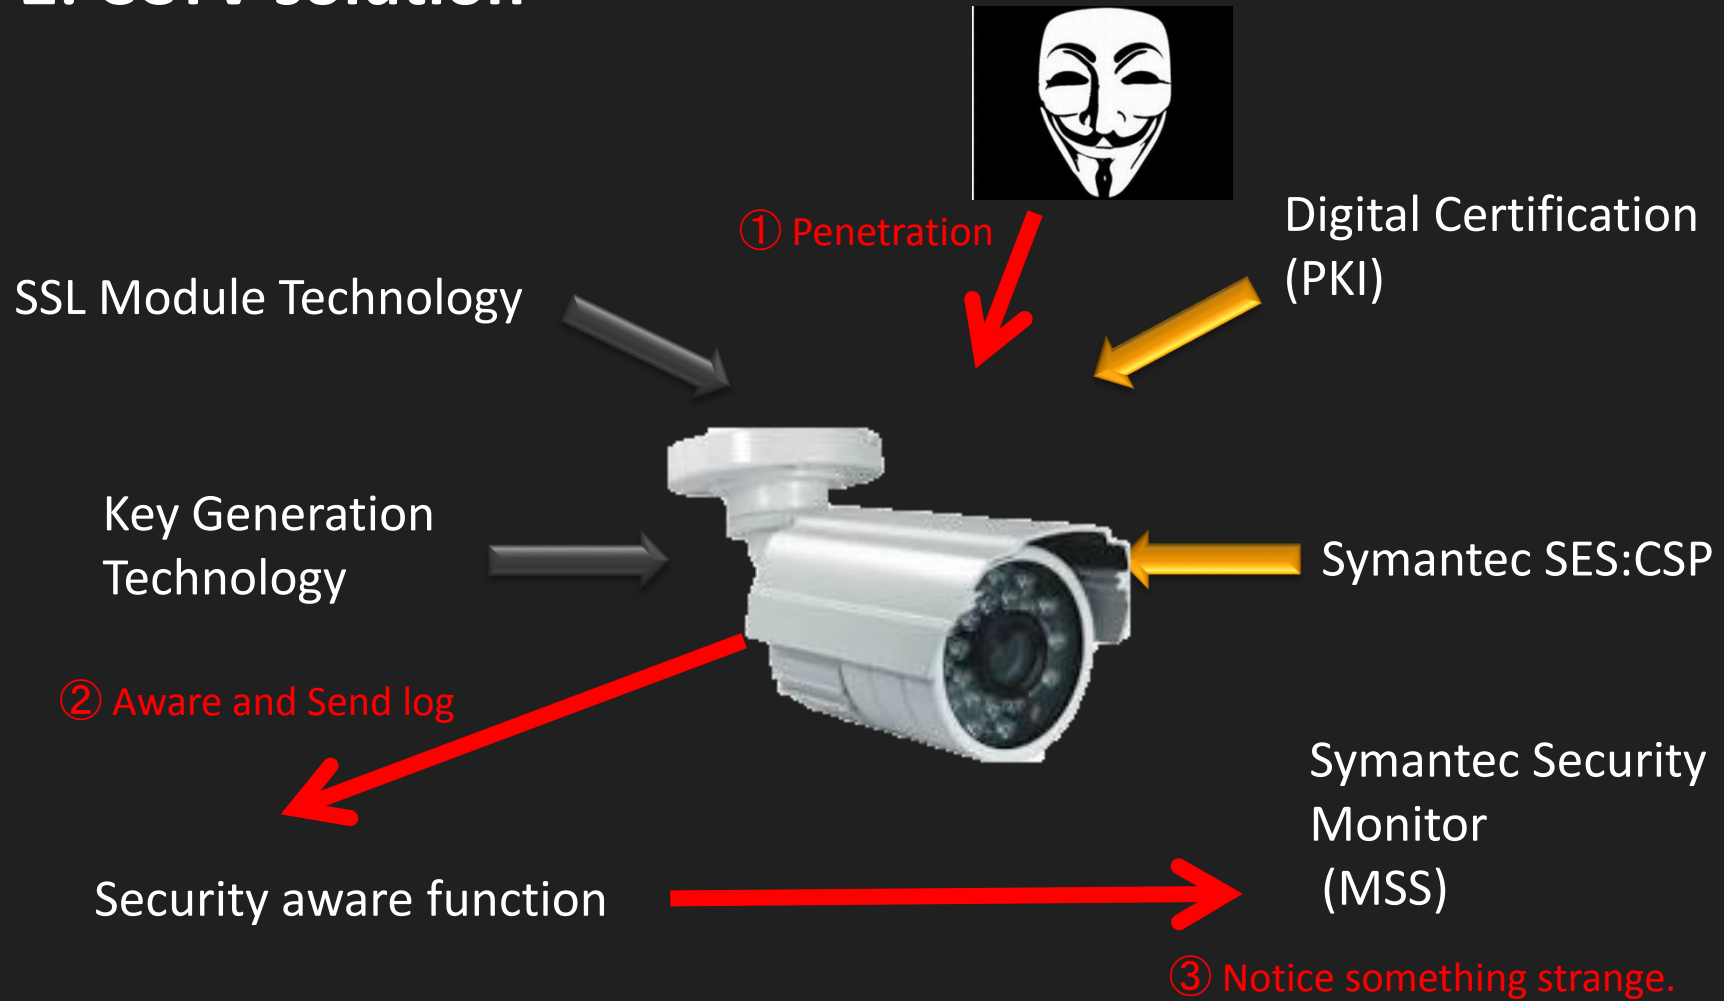 solution
① Penetration
Digital Certification
(PKI)
SSL Module Technology
Key Generation
Technology
Symantec SES:CSP
② Aware and Send log
Symantec Security
Monitor
(MSS)
Security aware function
③ Notice something strange.